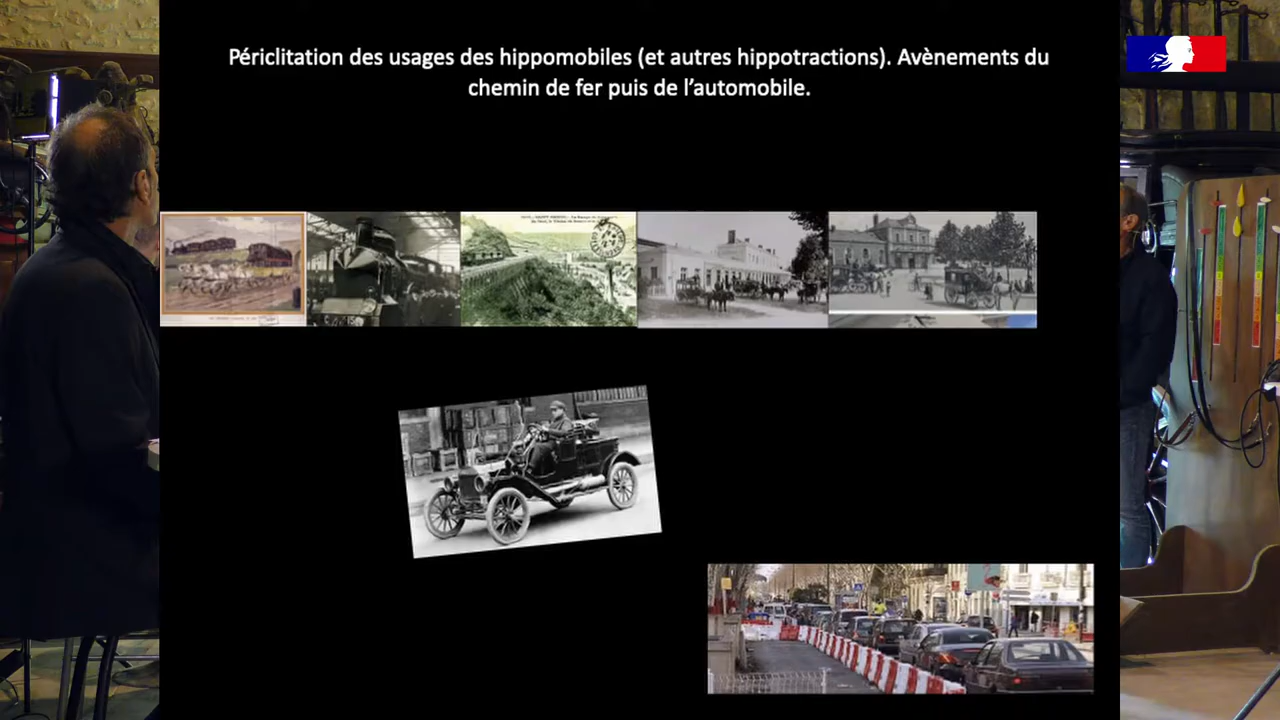 Périclitation des usages des hippomobiles (et autres hippotractions). Avènements du
chemin de fer puis de l’automobile.